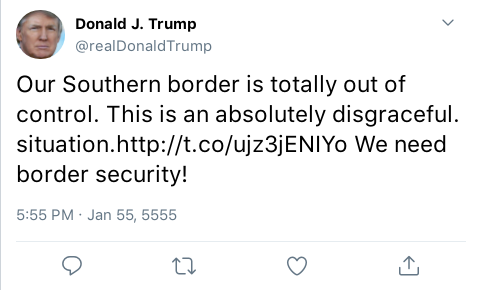 Donald J. Trump
@realDonaldTrump
Our Southern border is totally out of
control. This is an absolutely disgraceful.
situation.http://t.co/ujz3jENIYo We need
border security!
5:55 PM · Jan 55, 5555